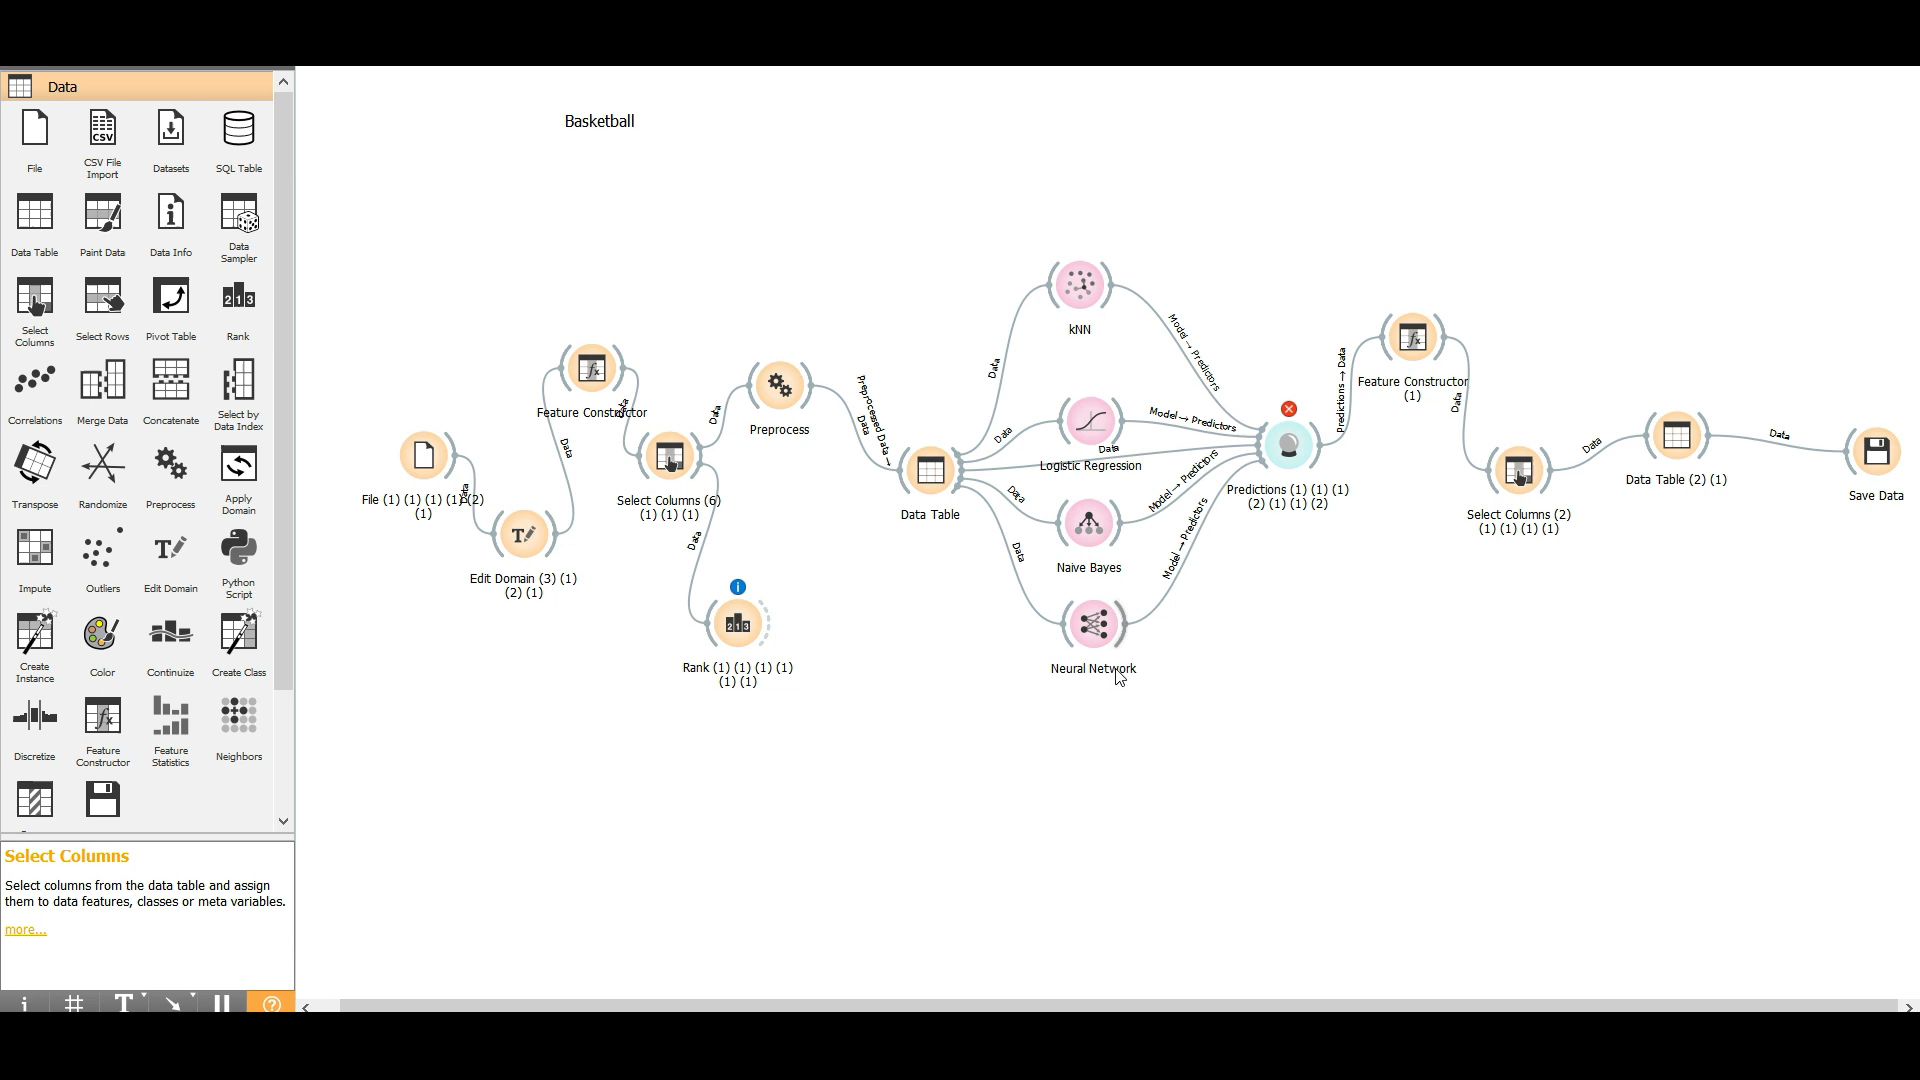 Data
File
CSV File
Import
Datasets
SQL Table
Data Table
Paint Data
Data Info
Data
Sampler
Select
Columns
Select Rows
Pivot Table
Rank
Correlations
Merge Data
Concatenate
Select by
Data Index
Transpose
Randomize
Preprocess
Apply
Domain
Impute
Outliers
Edit Domain
Python
Script
Create
Instance
Color
Continuize
Create Class
Discretize
Feature
Constructor
Feature
Statistics
Neighbors
Select Columns
Select columns from the data table and assign
them to data features, classes or meta variables.
more...
Basketball
File (1) (1) (1) (1) (2)
(1)
Data
Edit Domain (3) (1)
(2) (1)
Data
Feature Constructor
Data
Select Columns (6)
(1) (1) (1)
Data
Data
Rank (1) (1) (1) (1)
(1) (1)
Preprocess
Preprocessed Data →
Data
Data Table
Data
Data
Data
Data
Data
kNN
Logistic Regression
Naive Bayes
Neural Network
Model → Predictors
Model → Predictors
Model → Predictors
Model → Predictors
Predictions (1) (1) (1)
(2) (1) (1) (2)
Predictions → Data
Feature Constructor
(1)
Data
Select Columns (2)
(1) (1) (1) (1)
Data
Data Table (2) (1)
Data
Save Data